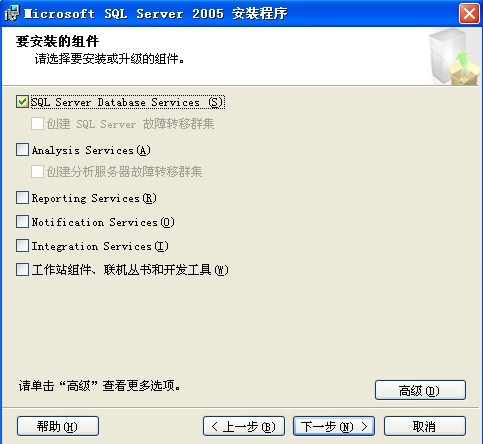 Microsoft SQL Server 2005 安装程序
要安装的组件
请选择要安装或升级的组件。
SQL Server Database Services (S)
创建 SQL Server 故障转移群集
Analysis Services(A)
创建分析服务器故障转移群集
Reporting Services(R)
Notification Services(O)
Integration Services(I)
工作站组件、联机丛书和开发工具(W)
请单击“高级”查看更多选项。
高级(D)
帮助(H)
< 上一步(B)
下一步(N) >
取消